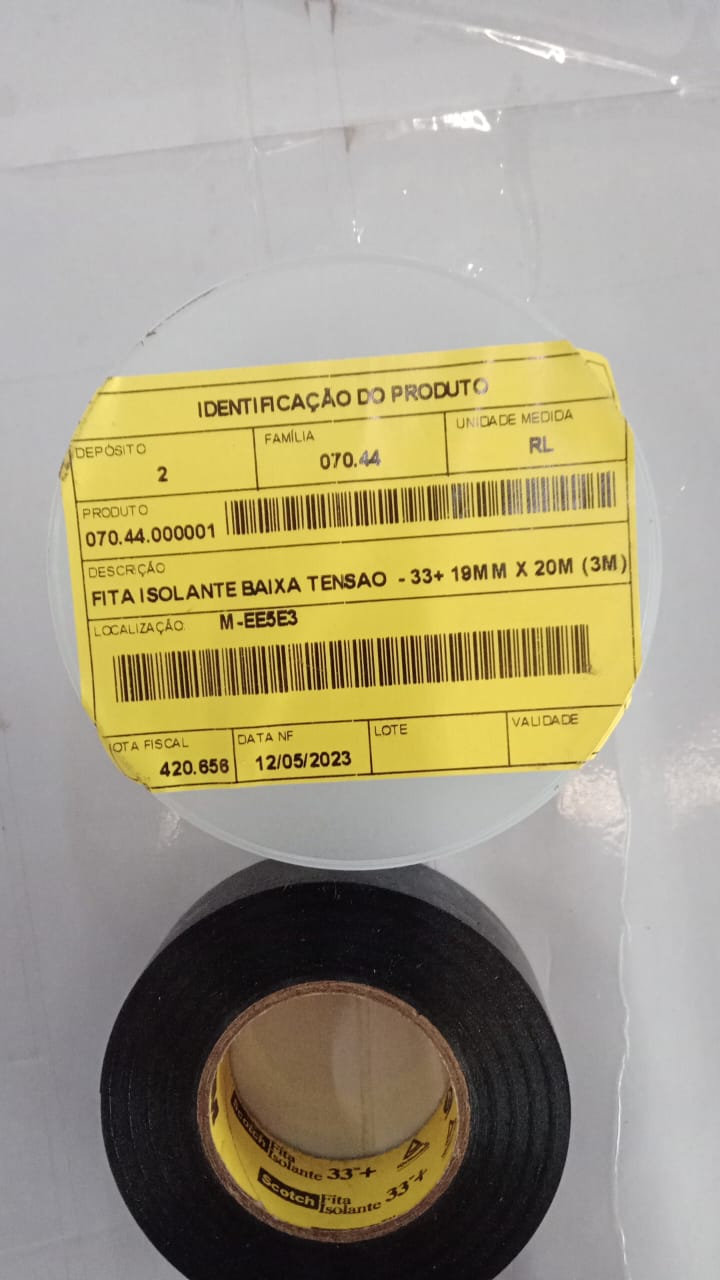 IDENTIFICAÇÃO DO PRODUTO
DEPÓSITO
2
FAMÍLIA
070.44
UNIDADE MEDIDA
RL
PRODUTO
070.44.000001
DESCRIÇÃO
FITA ISOLANTE BAIXA TENSAO - 33+ 19MM X 20M (3M)
LOCALIZAÇÃO: M-EE5E3
IOTA FISCAL
420.656
DATA NF
12/05/2023
LOTE
VALIDADE
Scotch Fita Isolante 33™+
Scotch Fita Isolante 33™+